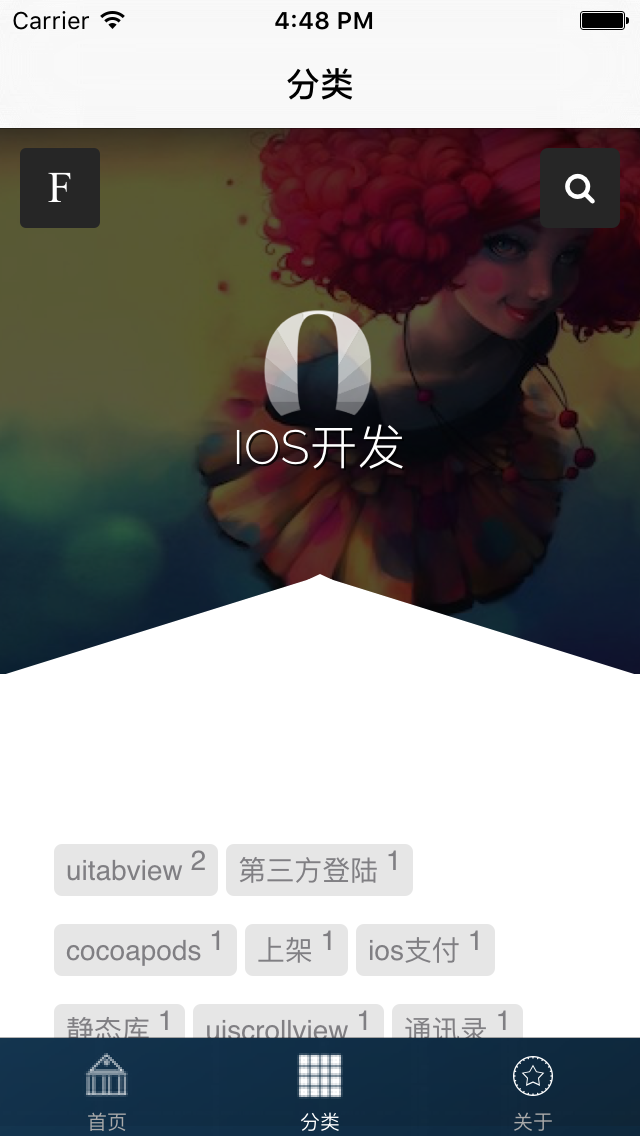 Carrier 4:48 PM
分类
F
IOS开发
uitabview 2 第三方登陆 1
cocoapods 1 上架 1 ios支付 1
静态库 1 uiscrollview 1 通讯录 1
首页 分类 关于